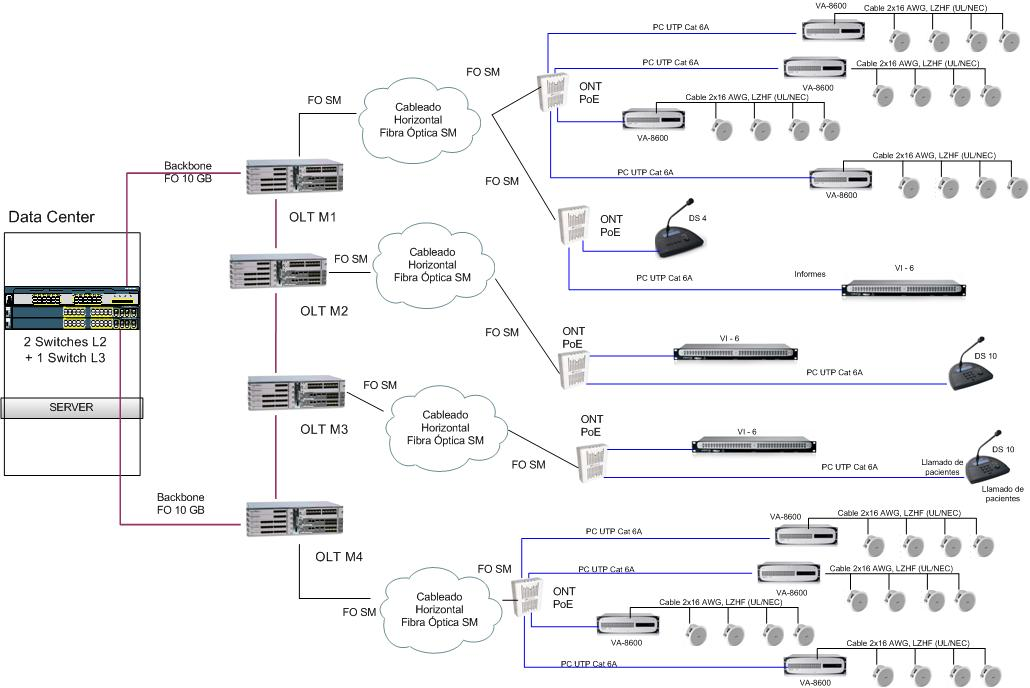 VA-8600
Cable 2x16 AWG, LZHF (UL/NEC)
PC UTP Cat 6A
FO SM
PC UTP Cat 6A
Cable 2x16 AWG, LZHF (UL/NEC)
VA-8600
ONT
PoE
Cable 2x16 AWG, LZHF (UL/NEC)
VA-8600
FO SM
Cableado
Horizontal
Fibra Óptica SM
Cable 2x16 AWG, LZHF (UL/NEC)
PC UTP Cat 6A
VA-8600
Backbone
FO 10 GB
FO SM
OLT M1
ONT
PoE
DS 4
Data Center
FO SM
Cableado
Horizontal
Fibra Óptica SM
PC UTP Cat 6A
Informes
VI - 6
OLT M2
2 Switches L2
+ 1 Switch L3
FO SM
ONT
PoE
VI - 6
PC UTP Cat 6A
DS 10
SERVER
FO SM
OLT M3
Cableado
Horizontal
Fibra Óptica SM
ONT
PoE
VI - 6
FO SM
PC UTP Cat 6A
Llamado de
pacientes
DS 10
Llamado de
pacientes
Backbone
FO 10 GB
OLT M4
VA-8600
Cable 2x16 AWG, LZHF (UL/NEC)
PC UTP Cat 6A
FO SM
PC UTP Cat 6A
Cable 2x16 AWG, LZHF (UL/NEC)
VA-8600
ONT
PoE
FO SM
Cableado
Horizontal
Fibra Óptica SM
Cable 2x16 AWG, LZHF (UL/NEC)
VA-8600
Cable 2x16 AWG, LZHF (UL/NEC)
PC UTP Cat 6A
VA-8600